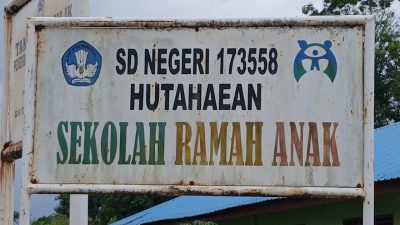 SD NEGERI 173558
HUTAHAEAN
SEKOLAH RAMAH ANAK